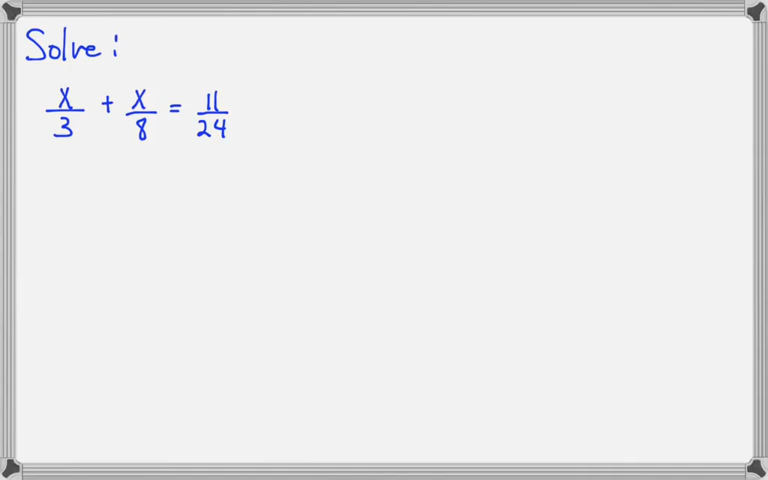 Solve:
x/3 + x/8 = 11/24